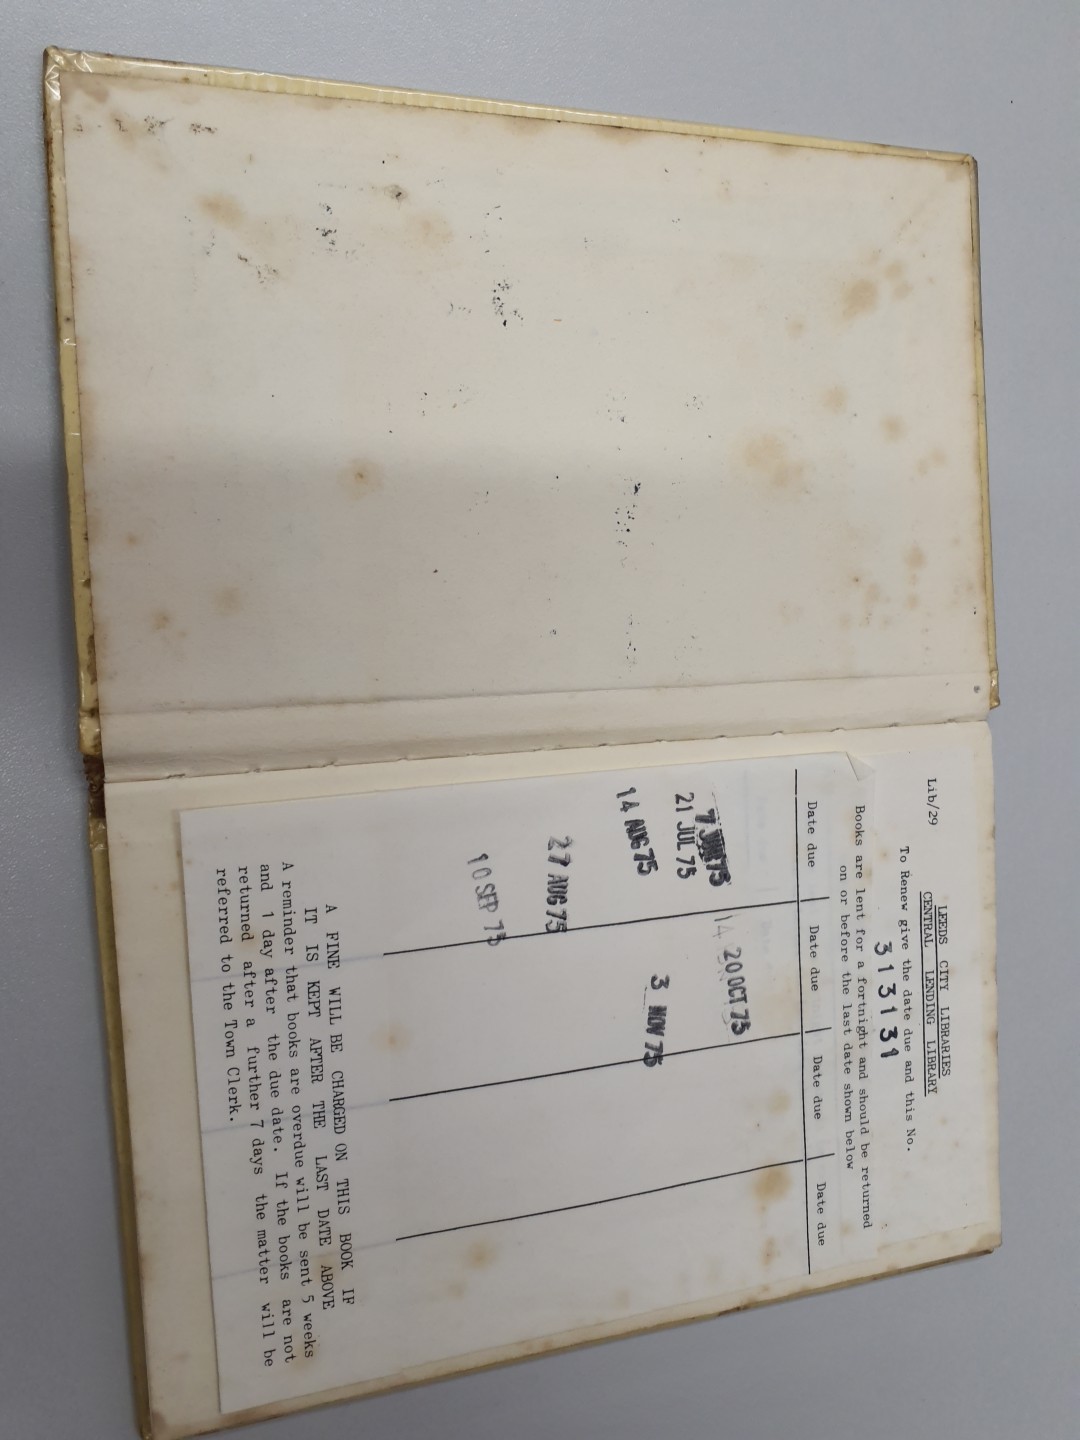 Lib/29
LEEDS CITY LIBRARIES
CENTRAL LENDING LIBRARY
To Renew give the date due and this No.
313131
Books are lent for a fortnight and should be returned
on or before the last date shown below
Date due Date due Date due Date due
20 OCT 75
21 JUL 75
3 NOV 75
14 AUG 75
27 AUG 75
10 SEP 75
A FINE WILL BE CHARGED ON THIS BOOK IF
IT IS KEPT AFTER THE LAST DATE ABOVE
A reminder that books are overdue will be sent 5 weeks
and 1 day after the due date. If the books are not
returned after a further 7 days the matter will be
referred to the Town Clerk.